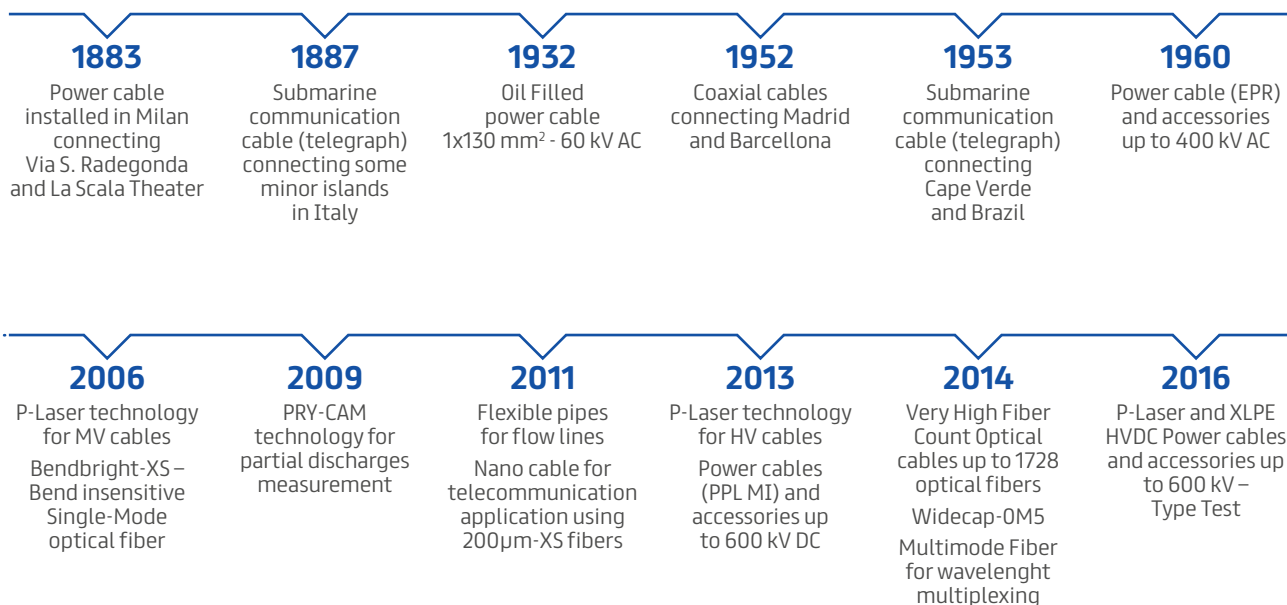 1883
Power cable
installed in Milan
connecting
Via S. Radegonda
and La Scala Theater
1887
Submarine
communication
cable (telegraph)
connecting some
minor islands
in Italy
1932
Oil Filled
power cable
1x130 mm² - 60 kV AC
1952
Coaxial cables
connecting Madrid
and Barcellona
1953
Submarine
communication
cable (telegraph)
connecting
Cape Verde
and Brazil
1960
Power cable (EPR)
and accessories
up to 400 kV AC
2006
P-Laser technology
for MV cables
Bendbright-XS –
Bend insensitive
Single-Mode
optical fiber
2009
PRY-CAM
technology for
partial discharges
measurement
2011
Flexible pipes
for flow lines
Nano cable for
telecommunication
application using
200µm-XS fibers
2013
P-Laser technology
for HV cables
Power cables
(PPL MI) and
accessories up
to 600 kV DC
2014
Very High Fiber
Count Optical
cables up to 1728
optical fibers
Widecap-OM5
Multimode Fiber
for wavelenght
multiplexing
2016
P-Laser and XLPE
HVDC Power cables
and accessories up
to 600 kV –
Type Test